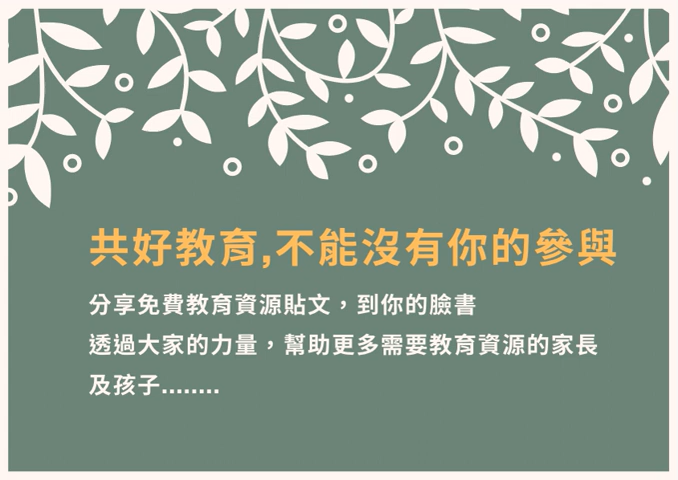 共好教育,不能沒有你的參與
分享免費教育資源貼文，到你的臉書
透過大家的力量，幫助更多需要教育資源的家長
及孩子........